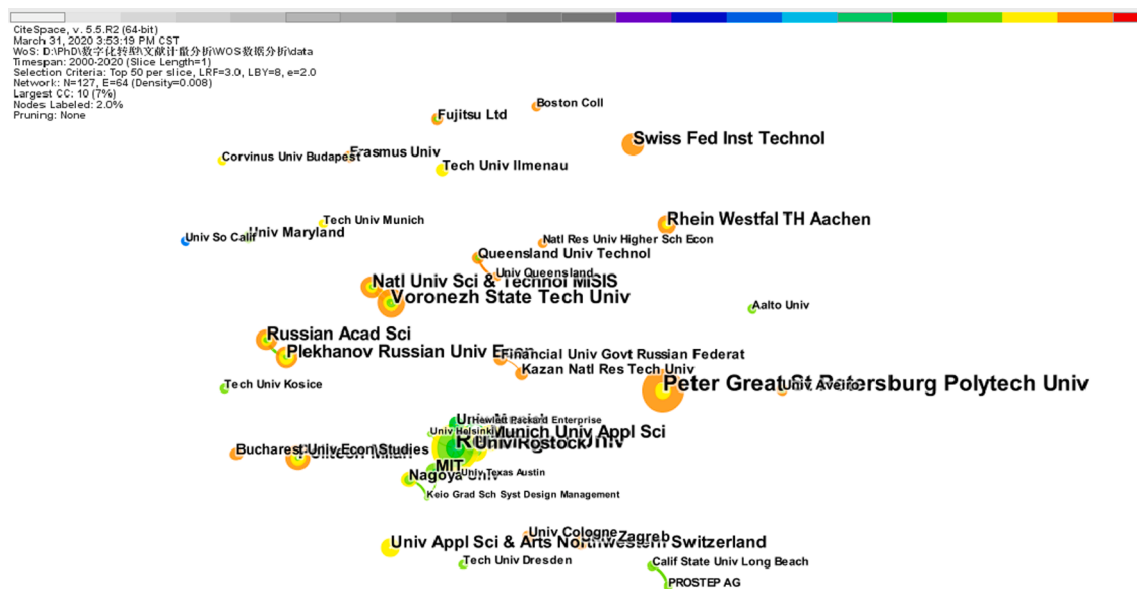 CiteSpace, v. 5.5.R2 (64-bit)
March 31, 2020 3:53:19 PM CST
WoS: D:\PhD\数字化转型\文献计量分析\WOS数据分析\data
Timespan: 2000-2020 (Slice Length=1)
Selection Criteria: Top 50 per slice, LRF=3.0, LBY=8, e=2.0
Network: N=127, E=64 (Density=0.008)
Largest CC: 10 (7%)
Nodes Labeled: 2.0%
Pruning: None
Boston Coll
Fujitsu Ltd
Swiss Fed Inst Technol
Erasmus Univ
Corvinus Univ Budapest
Tech Univ Ilmenau
Tech Univ Munich
Rhein Westfal TH Aachen
Univ Maryland
Univ So Calif
Natl Res Univ Higher Sch Econ
Queensland Univ Technol
Univ Queensland
Natl Univ Sci & Technol MISIS
Voronezh State Tech Univ
Aalto Univ
Russian Acad Sci
Plekhanov Russian Univ Econ
Financial Univ Govt Russian Federat
Kazan Natl Res Tech Univ
Tech Univ Kosice
Peter Great St Petersburg Polytech Univ
Univ Aveiro
Hewlett Packard Enterprise
Univ Helsinki
Munich Univ Appl Sci
Univ Rostock
Bucharest Univ Econ Studies
MIT
Univ Texas Austin
Nagoya Univ
Keio Grad Sch Syst Design Management
Univ Cologne
Zagreb
Univ Appl Sci & Arts Northwestern Switzerland
Tech Univ Dresden
Calif State Univ Long Beach
PROSTEP AG